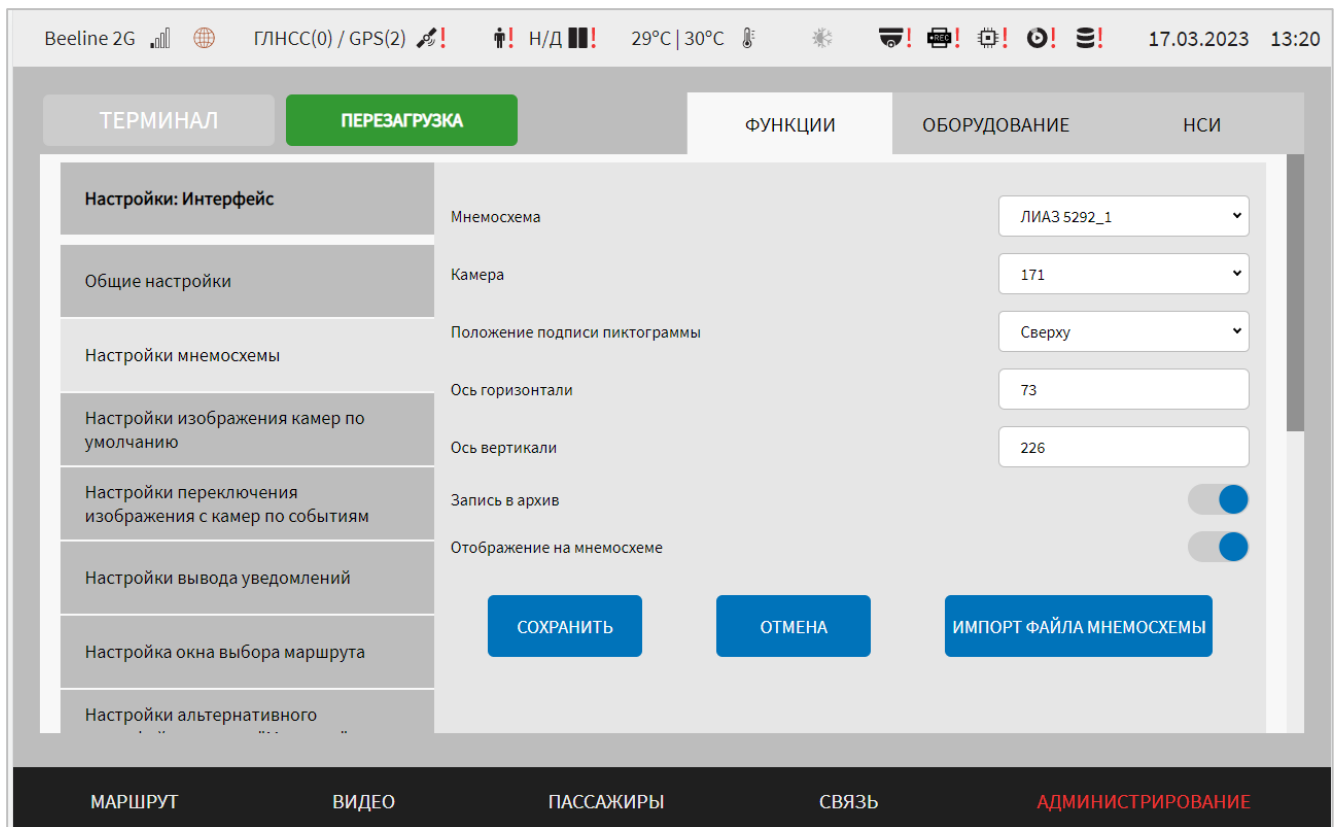 Beeline 2G ГЛНСС(0) / GPS(2) ! ! Н/Д ! 29°C | 30°C ! ! ! ! ! 17.03.2023 13:20
ТЕРМИНАЛ ПЕРЕЗАГРУЗКА ФУНКЦИИ ОБОРУДОВАНИЕ НСИ
Настройки: Интерфейс
Общие настройки
Настройки мнемосхемы
Настройки изображения камер по
умолчанию
Настройки переключения
изображения с камер по событиям
Настройки вывода уведомлений
Настройка окна выбора маршрута
Настройки альтернативного
Мнемосхема ЛИАЗ 5292_1
Камера 171
Положение подписи пиктограммы Сверху
Ось горизонтали 73
Ось вертикали 226
Запись в архив
Отображение на мнемосхеме
СОХРАНИТЬ ОТМЕНА ИМПОРТ ФАЙЛА МНЕМОСХЕМЫ
МАРШРУТ ВИДЕО ПАССАЖИРЫ СВЯЗЬ АДМИНИСТРИРОВАНИЕ